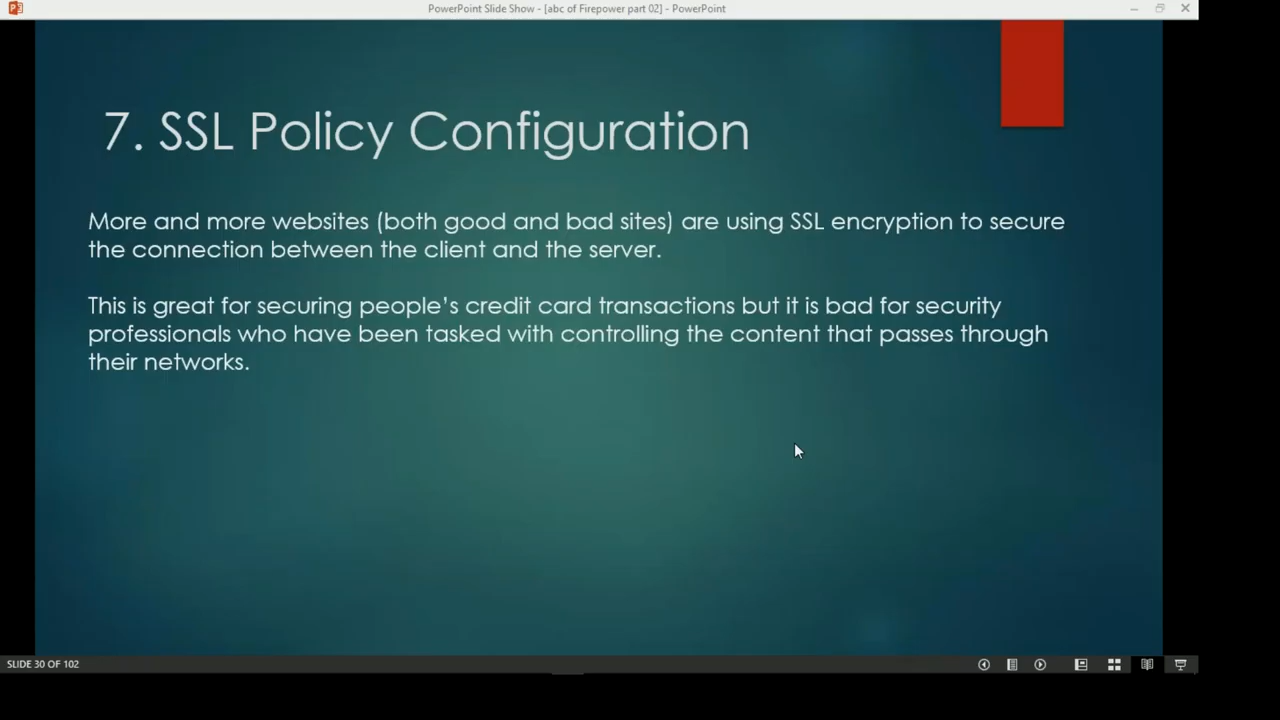 PowerPoint Slide Show - [abc of Firepower part 02] - PowerPoint
7. SSL Policy Configuration
More and more websites (both good and bad sites) are using SSL encryption to secure
the connection between the client and the server.
This is great for securing people's credit card transactions but it is bad for security
professionals who have been tasked with controlling the content that passes through
their networks.
SLIDE 30 OF 102